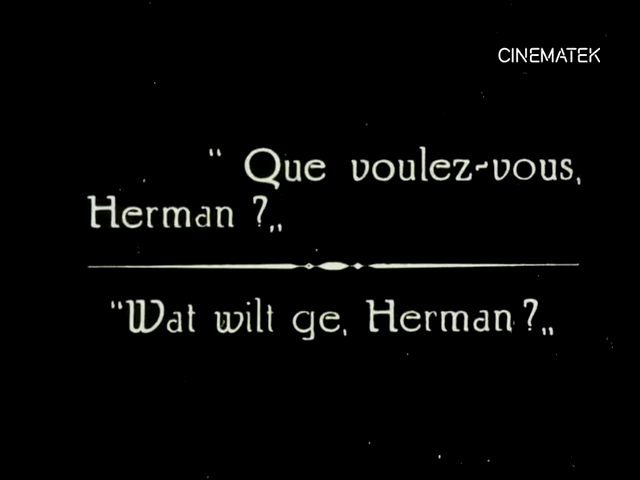 CINEMATEK
“ Que voulez-vous,
Herman ?„
“Wat wilt ge, Herman ?„